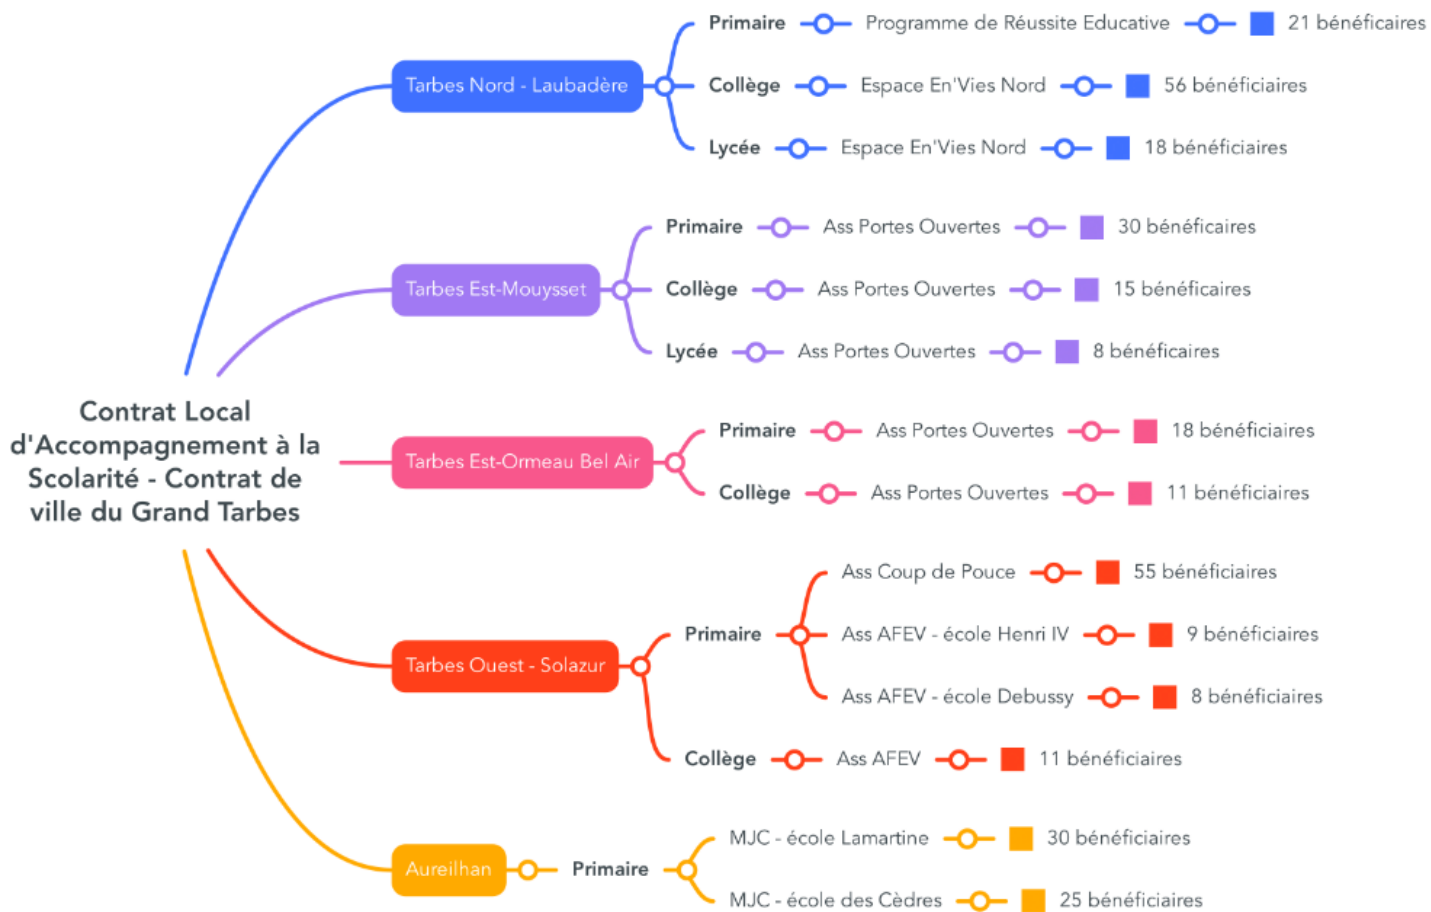 Contrat Local
d'Accompagnement à la
Scolarité - Contrat de
ville du Grand Tarbes
Tarbes Nord - Laubadère
Primaire Programme de Réussite Educative 21 bénéficaires
Collège Espace En'Vies Nord 56 bénéficiaires
Lycée Espace En'Vies Nord 18 bénéficiaires
Tarbes Est-Mouysset
Primaire Ass Portes Ouvertes 30 bénéficaires
Collège Ass Portes Ouvertes 15 bénéficaires
Lycée Ass Portes Ouvertes 8 bénéficaires
Tarbes Est-Ormeau Bel Air
Primaire Ass Portes Ouvertes 18 bénéficiaires
Collège Ass Portes Ouvertes 11 bénéficiaires
Tarbes Ouest - Solazur
Primaire
Ass Coup de Pouce 55 bénéficiaires
Ass AFEV - école Henri IV 9 bénéficiaires
Ass AFEV - école Debussy 8 bénéficiaires
Collège Ass AFEV 11 bénéficiaires
Aureilhan
Primaire
MJC - école Lamartine 30 bénéficiaires
MJC - école des Cèdres 25 bénéficiaires